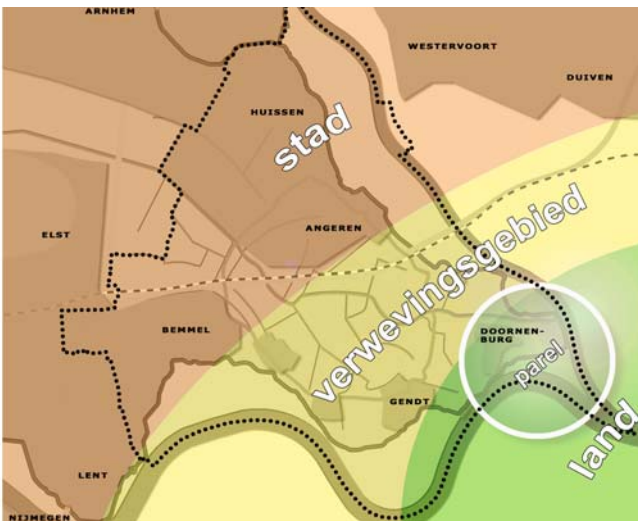 ARNHEM
WESTERVOORT
DUIVEN
HUISSEN
stad
ANGEREN
ELST
verwevingsgebied
BEMMEL
DOORNEN-
BURG
parel
GENDT
land
LENT
NIJMEGEN